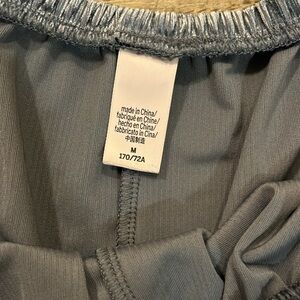 made in China/
fabriqué en Chine/
hecho en China/
fabbricato in Cina/
中国制造
M
170/72A